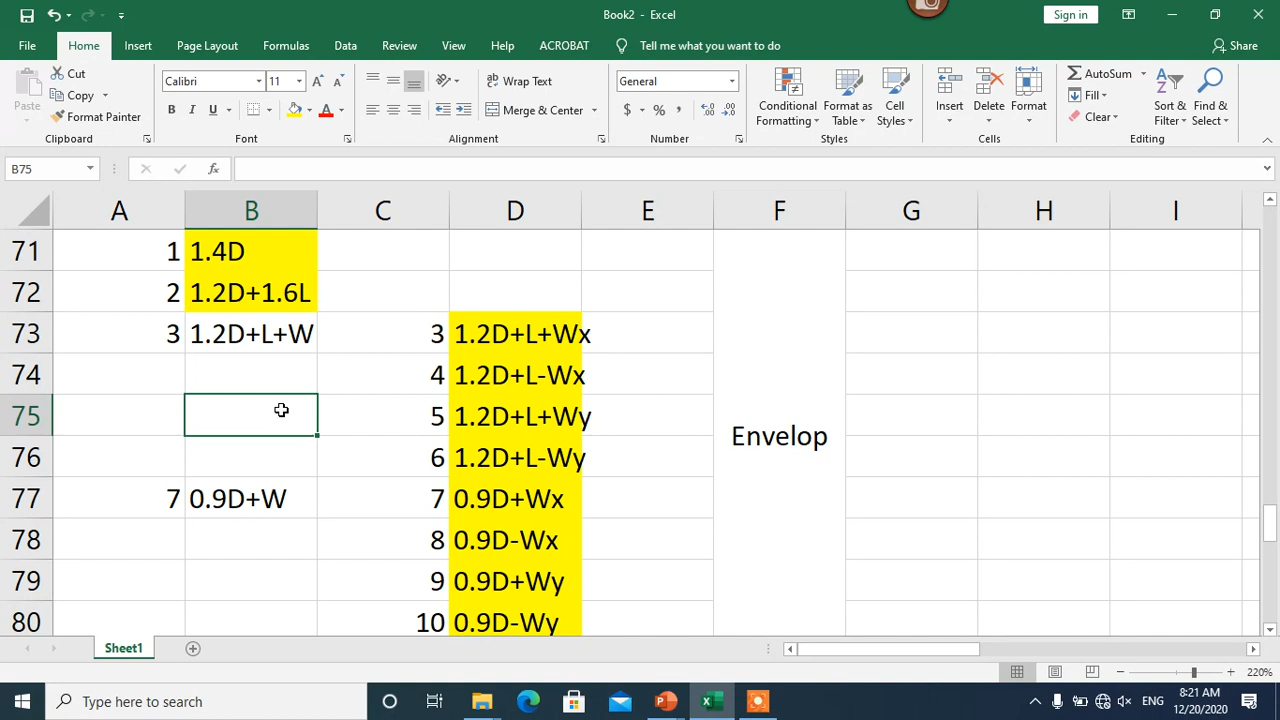 Book2 - Excel
Sign in
File Home Insert Page Layout Formulas Data Review View Help ACROBAT Tell me what you want to do Share
Paste
Cut
Copy
Format Painter
Calibri 11
B I U
A A
Wrap Text
Merge & Center
General
$ % ,
Conditional Formatting
Format as Table
Cell Styles
Insert
Delete
Format
AutoSum
Fill
Clear
Sort & Filter
Find & Select
Clipboard Font Alignment Number Styles Cells Editing
B75 fx
A B C D E F G H I
71 1 1.4D
72 2 1.2D+1.6L
73 3 1.2D+L+W 3 1.2D+L+Wx
74 4 1.2D+L-Wx
75 5 1.2D+L+Wy
Envelop
76 6 1.2D+L-Wy
77 7 0.9D+W 7 0.9D+Wx
78 8 0.9D-Wx
79 9 0.9D+Wy
80 10 0.9D-Wy
Sheet1
220%
Type here to search
ENG
8:21 AM
12/20/2020